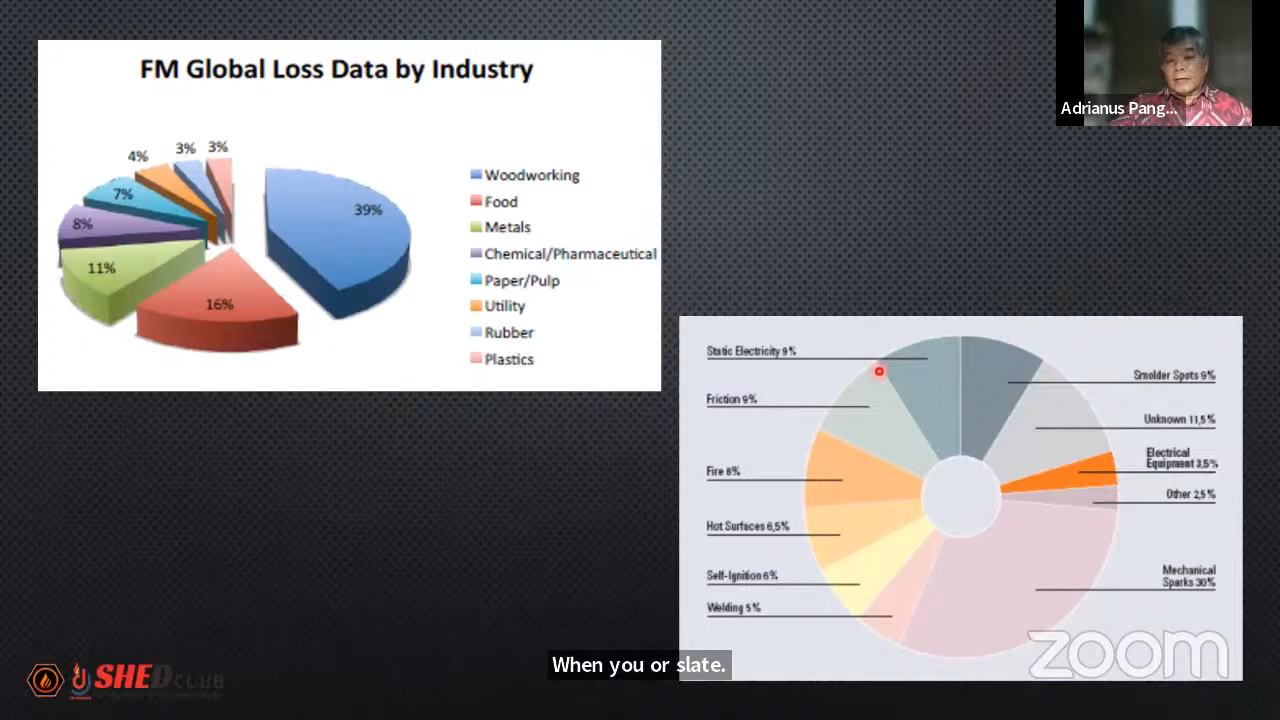 FM Global Loss Data by Industry
Adrianus Pang...
3% 3%
4%
7%
8%
11%
16%
39%
Woodworking
Food
Metals
Chemical/Pharmaceutical
Paper/Pulp
Utility
Rubber
Plastics
Static Electricity 9%
Friction 9%
Fire 8%
Hot Surfaces 6,5%
Self-Ignition 6%
Welding 5%
Smolder Spots 9%
Unknown 11,5%
Electrical
Equipment 3,5%
Other 2,5%
Mechanical
Sparks 30%
When you or slate.
SHED CLUB
zoom